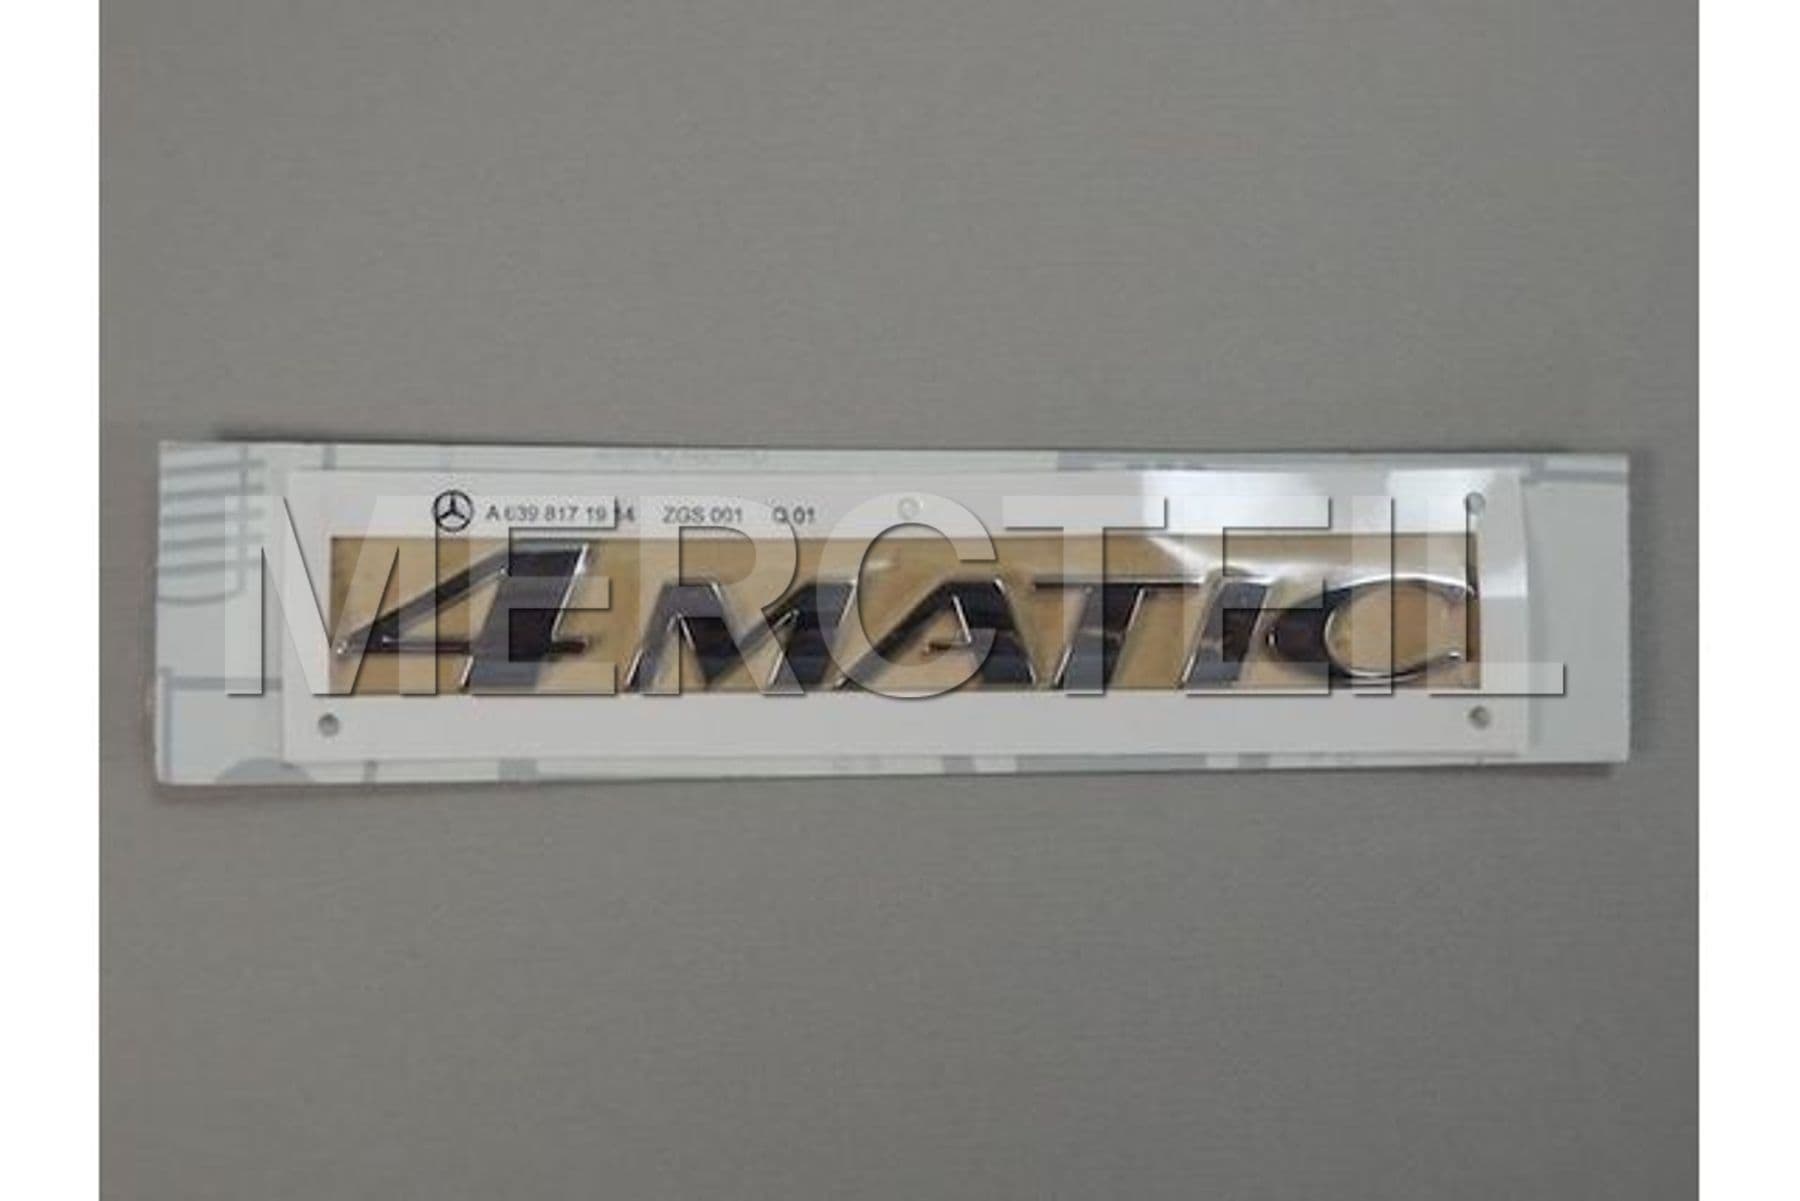 A 639 817 19 14 ZGS 001 Q 01
4MATIC
MERCTEIL